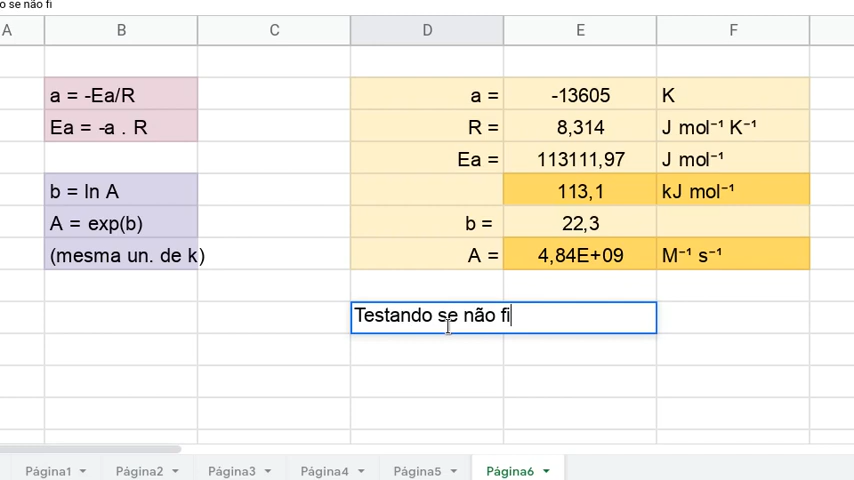 o se não fi
A B C D E F
a = -Ea/R a = -13605 K
Ea = -a . R R = 8,314 J mol⁻¹ K⁻¹
Ea = 113111,97 J mol⁻¹
b = ln A 113,1 kJ mol⁻¹
A = exp(b) b = 22,3
(mesma un. de k) A = 4,84E+09 M⁻¹ s⁻¹
Testando se não fi
Página1 Página2 Página3 Página4 Página5 Página6